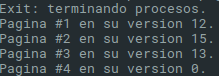 Exit: terminando procesos.
Pagina #1 en su version 12.
Pagina #2 en su version 15.
Pagina #3 en su version 13.
Pagina #4 en su version 0.